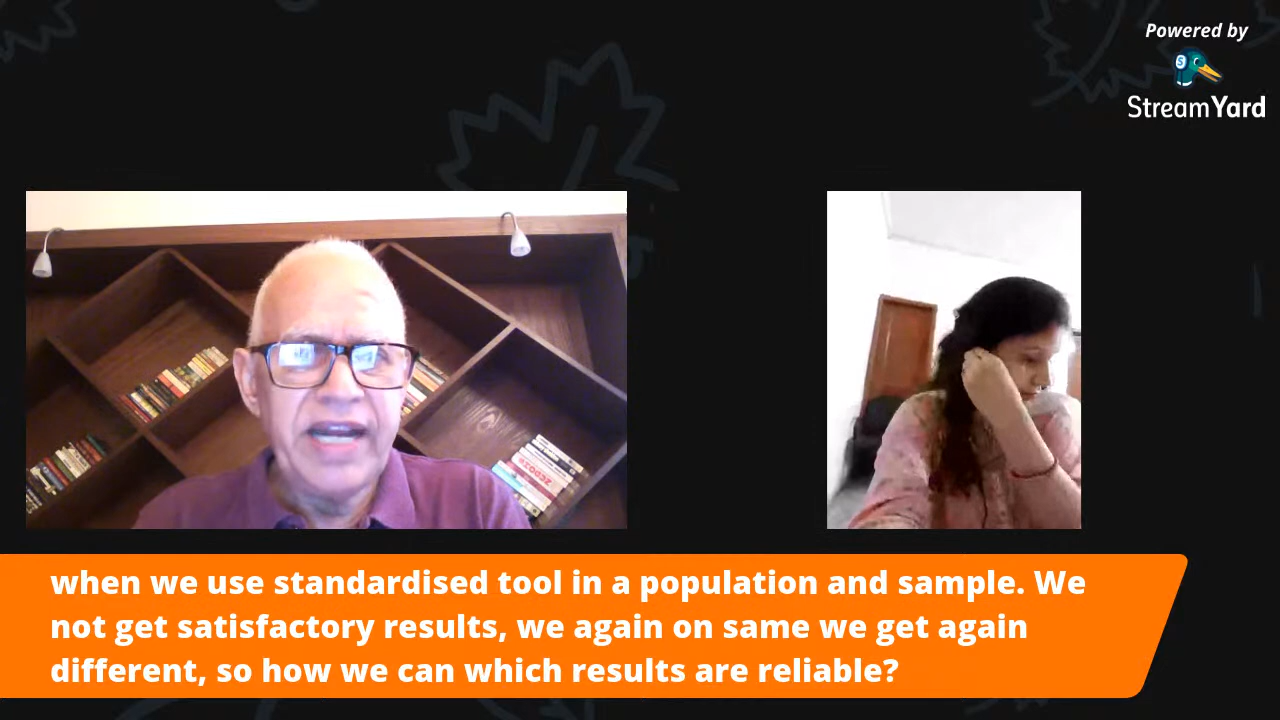 Powered by
StreamYard
when we use standardised tool in a population and sample. We
not get satisfactory results, we again on same we get again
different, so how we can which results are reliable?